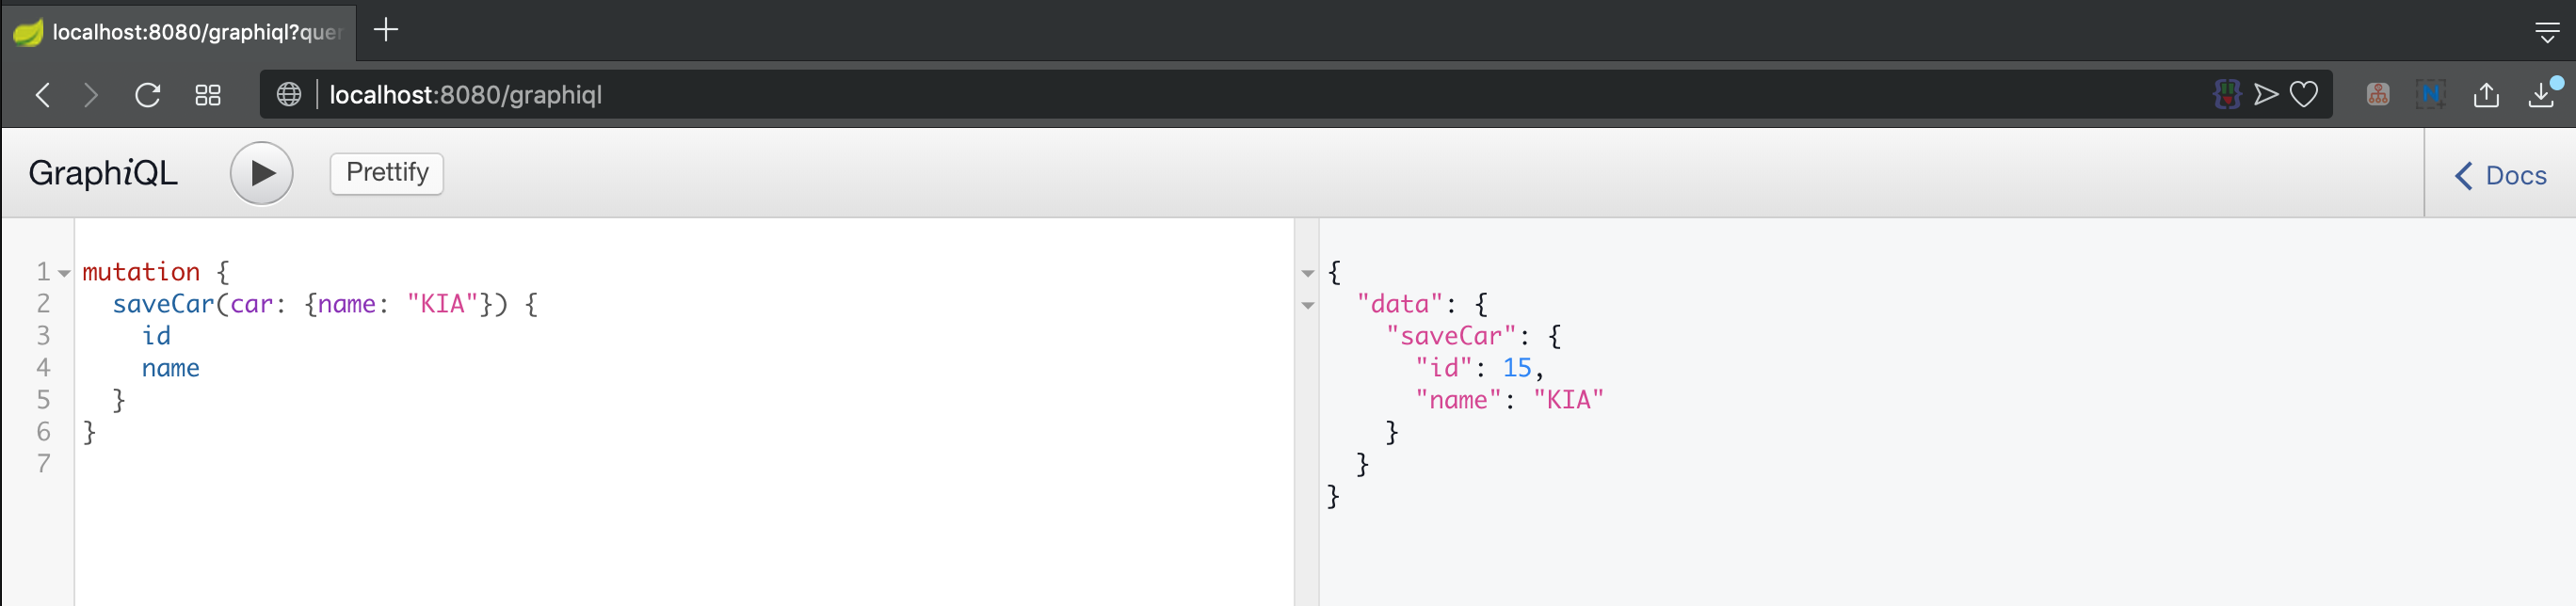 localhost:8080/graphiql?quer
localhost:8080/graphiql
GraphiQL
Prettify
Docs
1 mutation {
2   saveCar(car: {name: "KIA"}) {
3     id
4     name
5   }
6 }
7
{
  "data": {
    "saveCar": {
      "id": 15,
      "name": "KIA"
    }
  }
}